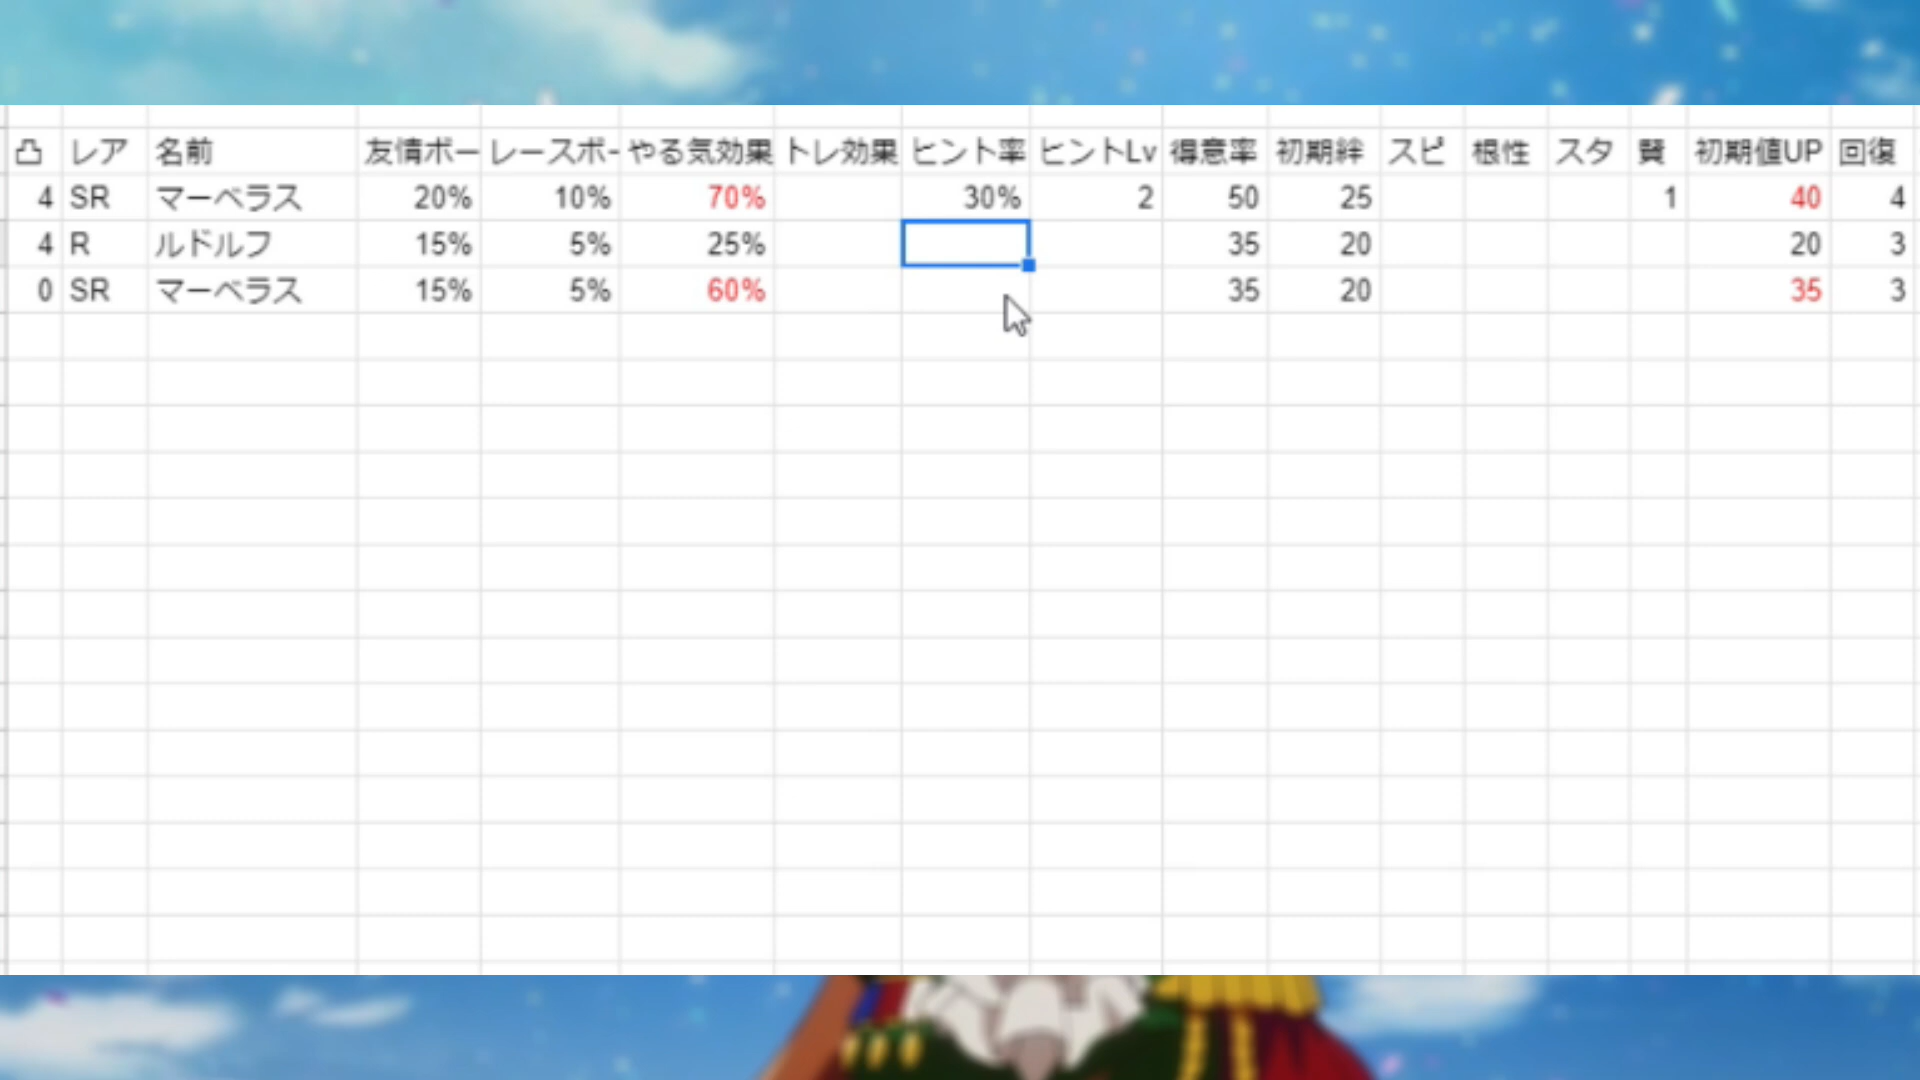 凸 レア 名前 友情ボー レースボ- やる気効果 トレ効果 ヒント率 ヒントLv 得意率 初期絆 スピ 根性 スタ 賢 初期値UP 回復
4 SR マーベラス 20% 10% 70% 30% 2 50 25 1 40 4
4 R ルドルフ 15% 5% 25% 35 20 20 3
0 SR マーベラス 15% 5% 60% 35 20 35 3